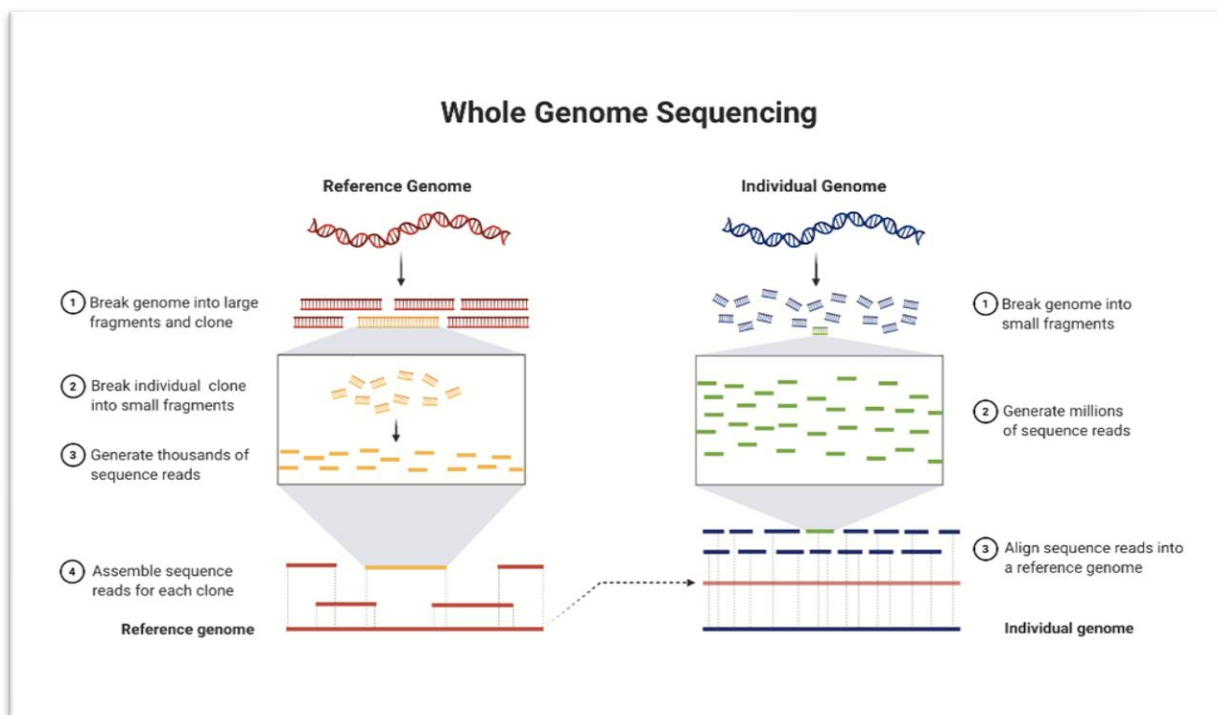 Whole Genome Sequencing
Reference Genome
1 Break genome into large
fragments and clone
2 Break individual clone
into small fragments
3 Generate thousands of
sequence reads
4 Assemble sequence
reads for each clone
Reference genome
Individual Genome
1 Break genome into
small fragments
2 Generate millions
of sequence reads
3 Align sequence reads into
a reference genome
Individual genome